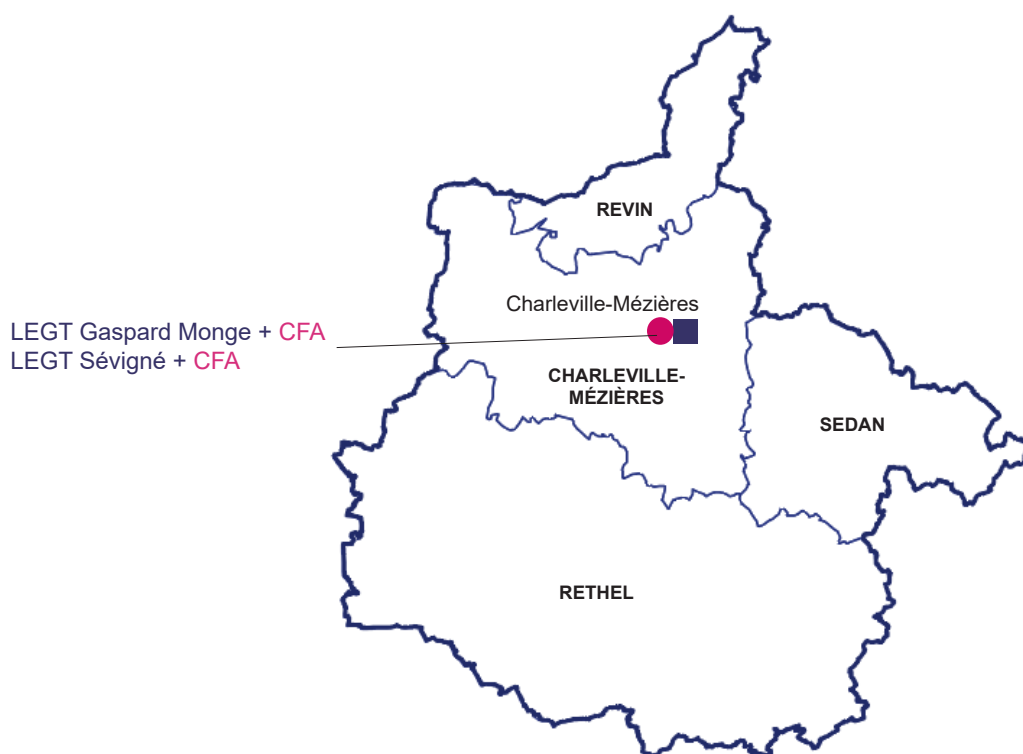 REVIN
Charleville-Mézières
LEGT Gaspard Monge + CFA
LEGT Sévigné + CFA
CHARLEVILLE-
MÉZIÈRES
SEDAN
RETHEL